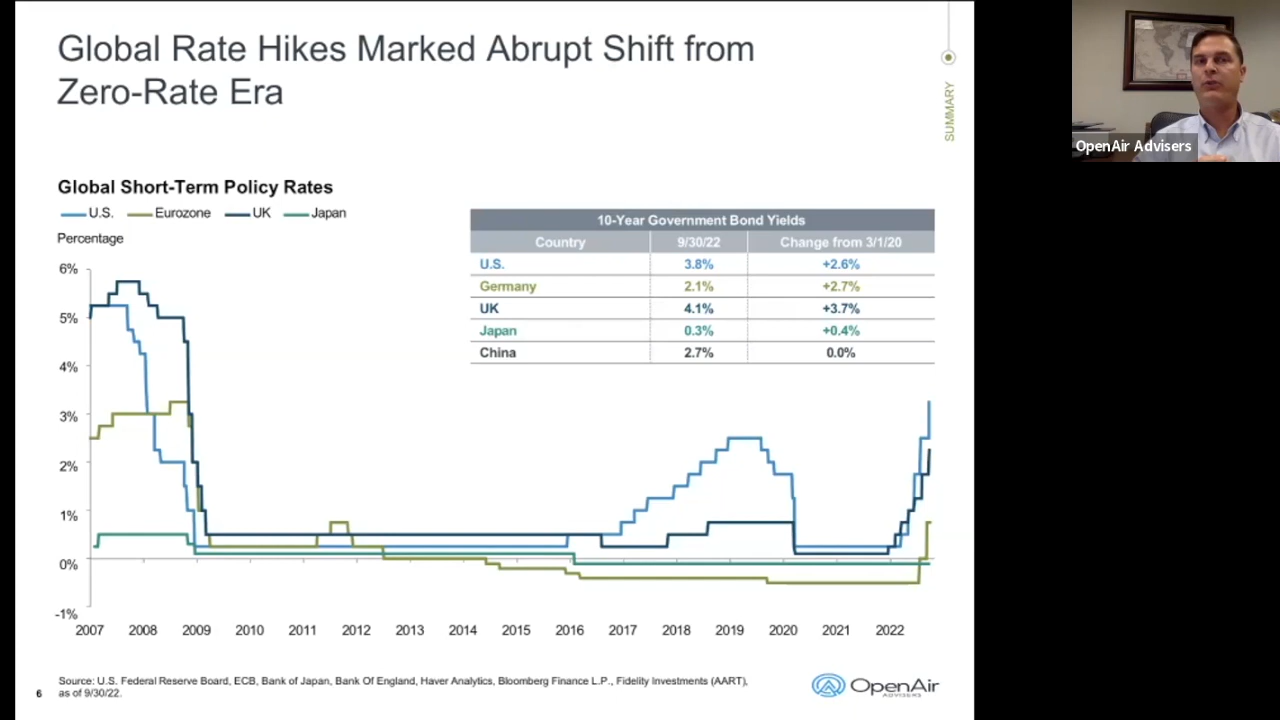 Global Rate Hikes Marked Abrupt Shift from
Zero-Rate Era
SUMMARY
OpenAir Advisers
Global Short-Term Policy Rates
U.S. Eurozone UK Japan
Percentage
10-Year Government Bond Yields
Country 9/30/22 Change from 3/1/20
U.S. 3.8% +2.6%
Germany 2.1% +2.7%
UK 4.1% +3.7%
Japan 0.3% +0.4%
China 2.7% 0.0%
6%
5%
4%
3%
2%
1%
0%
-1%
2007 2008 2009 2010 2011 2012 2013 2014 2015 2016 2017 2018 2019 2020 2021 2022
Source: U.S. Federal Reserve Board, ECB, Bank of Japan, Bank Of England, Haver Analytics, Bloomberg Finance L.P., Fidelity Investments (AART),
as of 9/30/22.
6
OpenAir
ADVISERS